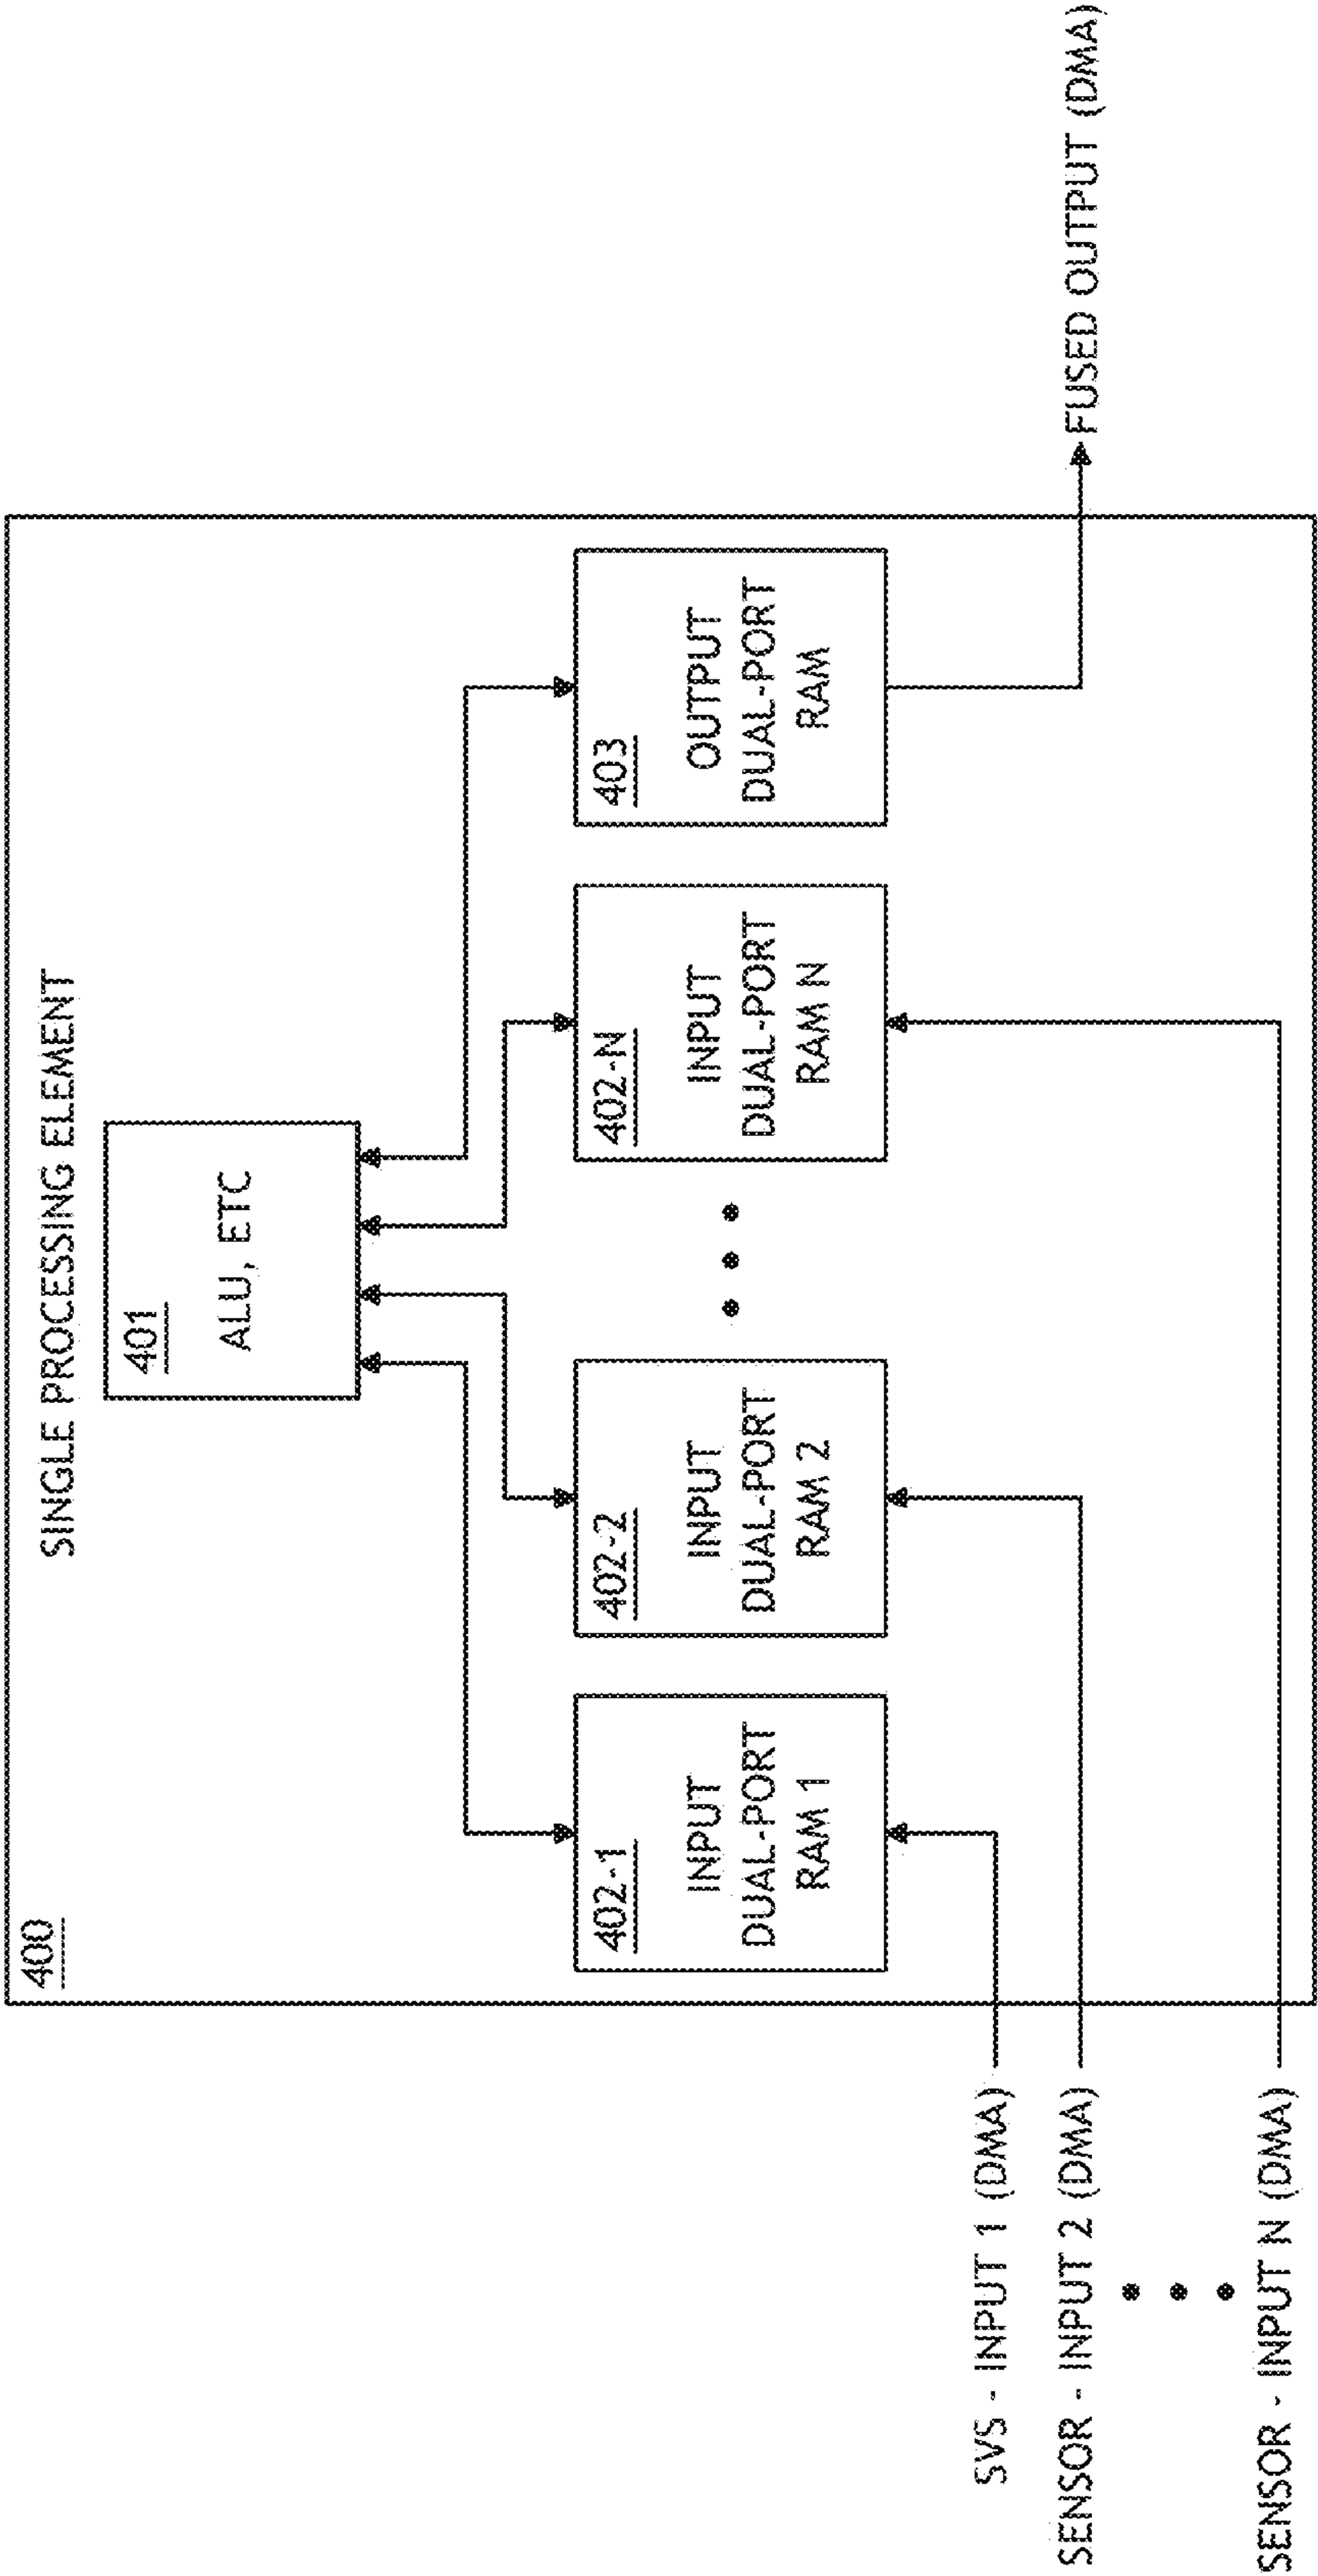 400
SINGLE PROCESSING ELEMENT
401
ALU, ETC
402-1
INPUT
DUAL-PORT
RAM 1
402-2
INPUT
DUAL-PORT
RAM 2
402-N
INPUT
DUAL-PORT
RAM N
403
OUTPUT
DUAL-PORT
RAM
SVS - INPUT 1 (DMA)
SENSOR - INPUT 2 (DMA)
SENSOR - INPUT N (DMA)
FUSED OUTPUT (DMA)